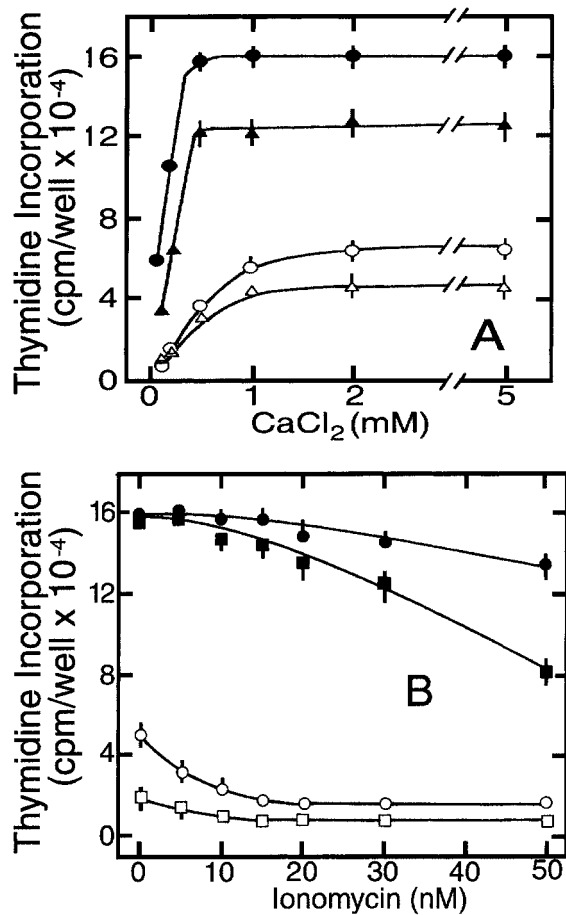 Thymidine Incorporation
(cpm/well x 10⁻⁴)
16
12
8
4
0
A
0 1 2 5
CaCl₂ (mM)
Thymidine Incorporation
(cpm/well x 10⁻⁴)
16
12
8
4
0
B
0 10 20 30 40 50
Ionomycin (nM)